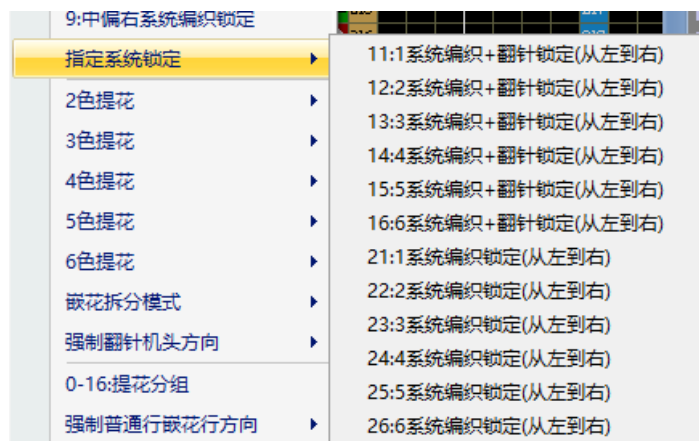 9:中偏右系统编织锁定
指定系统锁定
2色提花
3色提花
4色提花
5色提花
6色提花
嵌花拆分模式
强制翻针机头方向
0-16:提花分组
强制普通行嵌花行方向
11:1系统编织+翻针锁定(从左到右)
12:2系统编织+翻针锁定(从左到右)
13:3系统编织+翻针锁定(从左到右)
14:4系统编织+翻针锁定(从左到右)
15:5系统编织+翻针锁定(从左到右)
16:6系统编织+翻针锁定(从左到右)
21:1系统编织锁定(从左到右)
22:2系统编织锁定(从左到右)
23:3系统编织锁定(从左到右)
24:4系统编织锁定(从左到右)
25:5系统编织锁定(从左到右)
26:6系统编织锁定(从左到右)